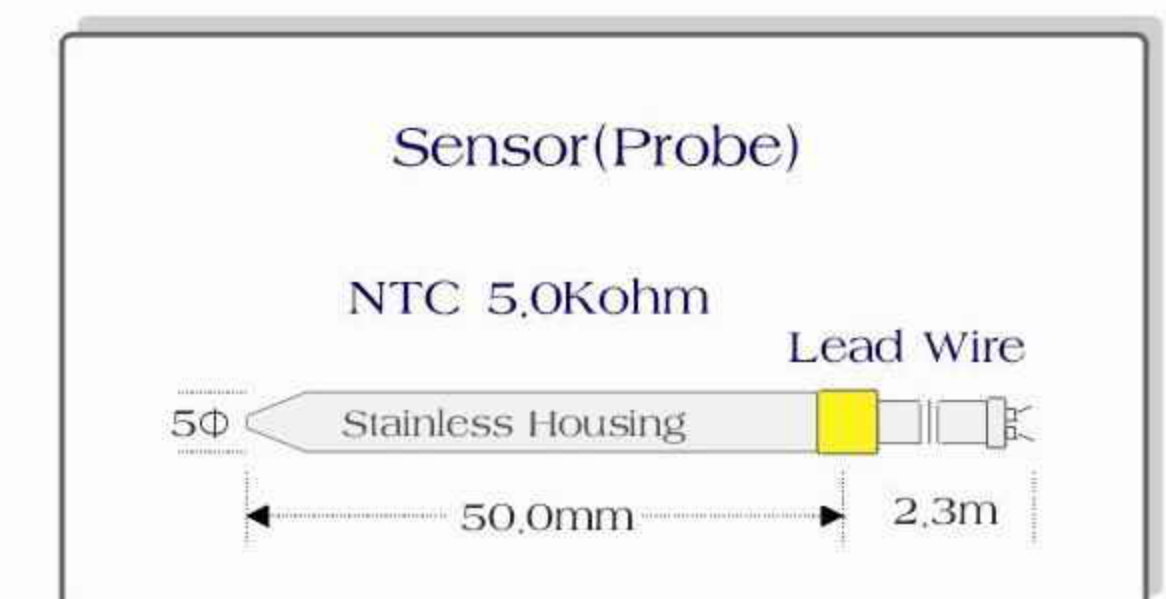 Sensor(Probe)
NTC 5.0Kohm
Lead Wire
5Φ
Stainless Housing
50.0mm
2.3m